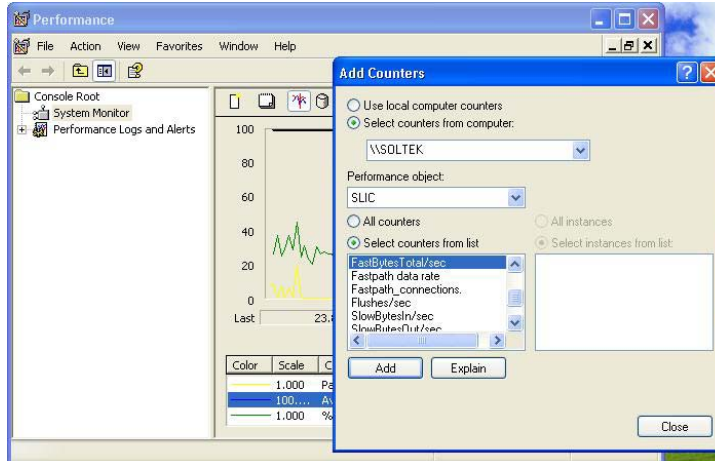 Performance
File Action View Favorites Window Help
Console Root
System Monitor
Performance Logs and Alerts
100
80
60
40
20
0
Last 23.
Color Scale
1.000
100....
1.000 %
Add Counters
Use local computer counters
Select counters from computer:
\\SOLTEK
Performance object:
SLIC
All counters
All instances
Select counters from list
Select instances from list:
FastBytesTotal/sec
Fastpath data rate
Fastpath_connections.
Flushes/sec
SlowBytesIn/sec
SlowBytesOut/sec
Add Explain
Close